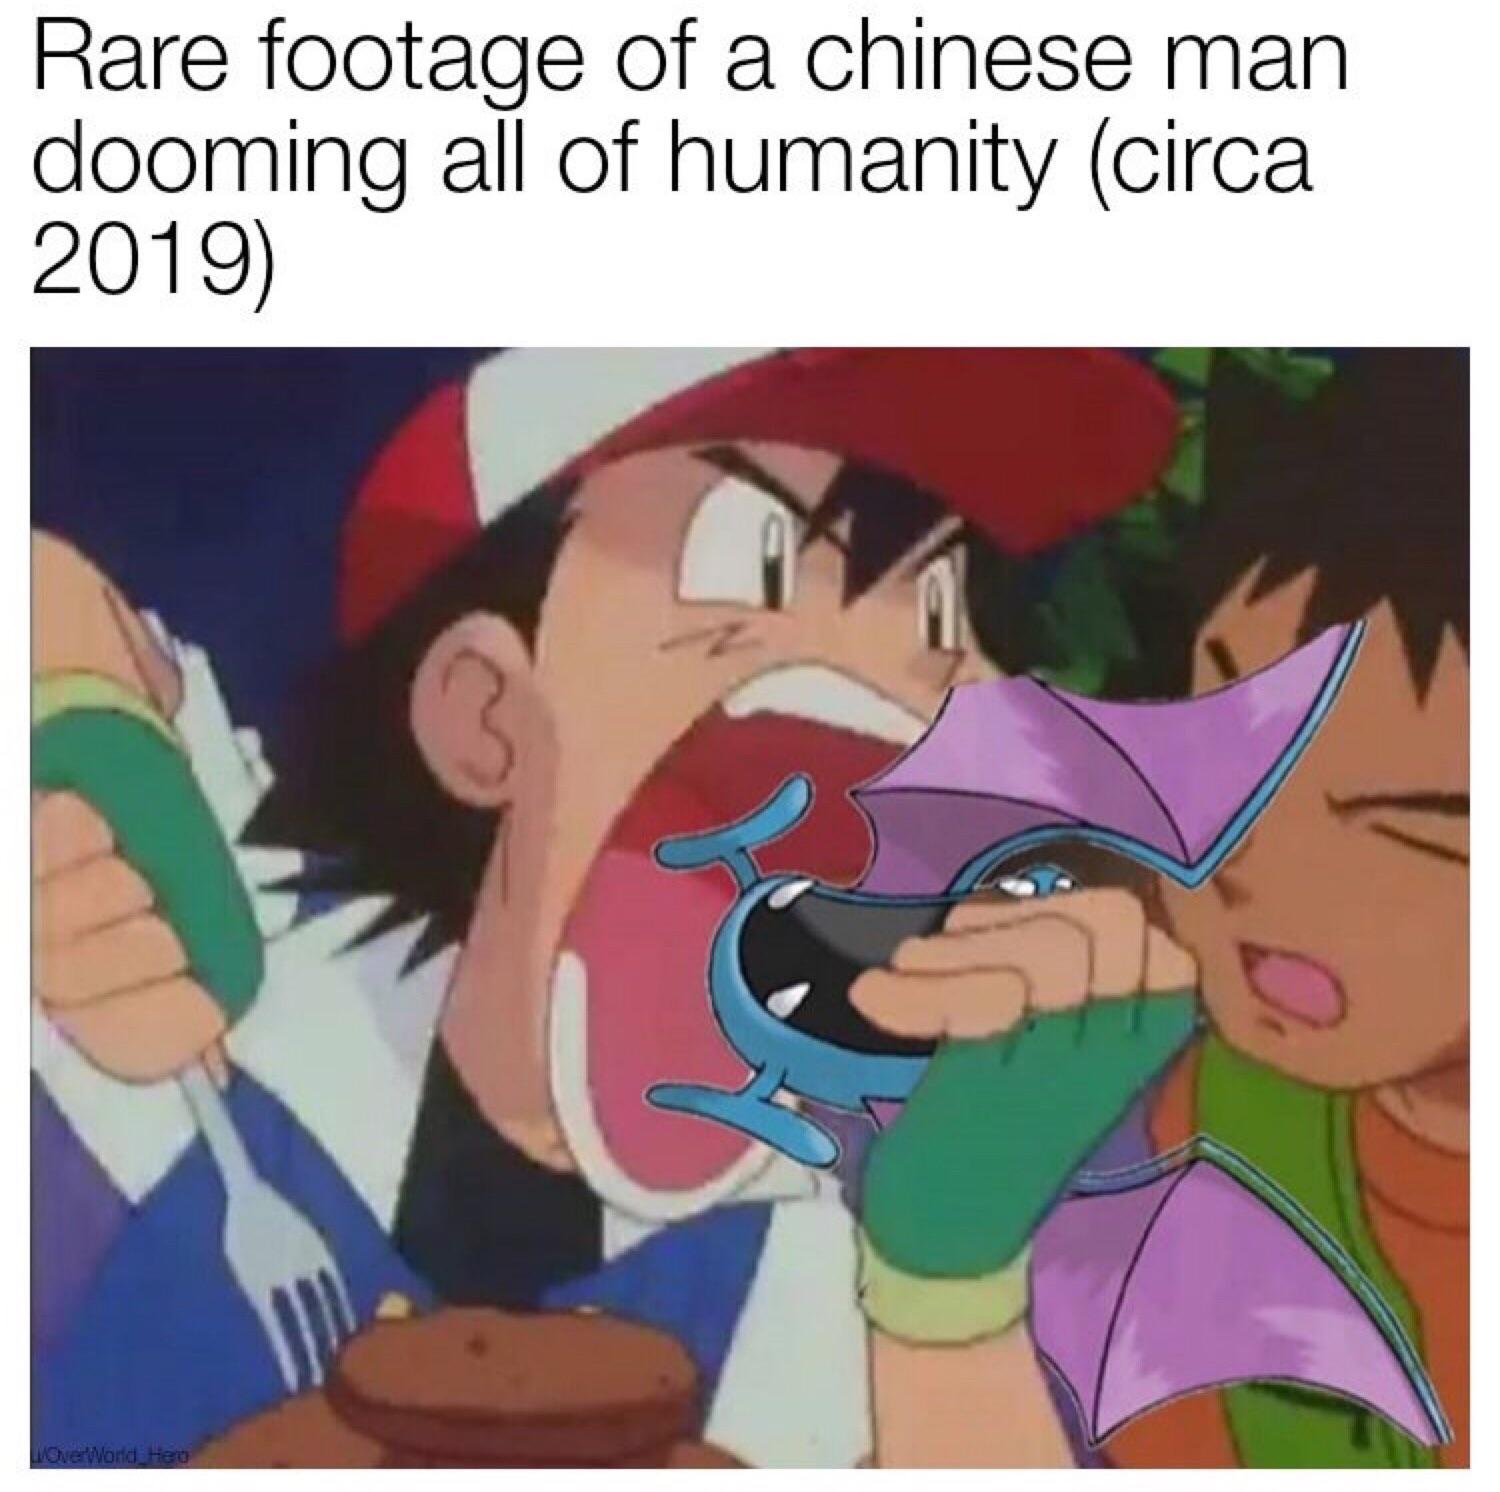 Rare footage of a chinese man
dooming all of humanity (circa
2019)
u/OverWorld_Hero